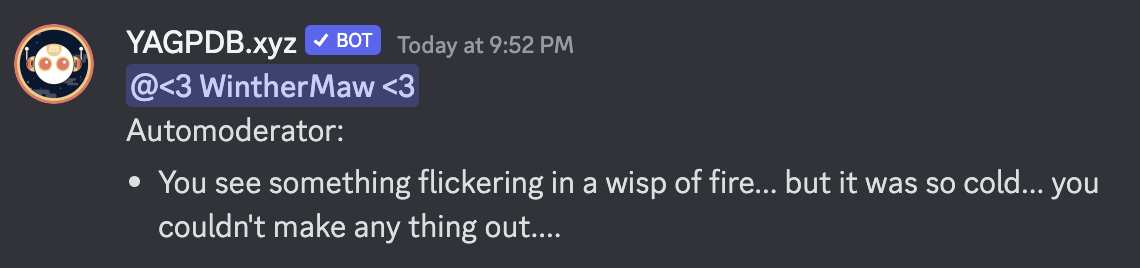 YAGPDB.xyz ✓ BOT Today at 9:52 PM
@<3 WintherMaw <3
Automoderator:
• You see something flickering in a wisp of fire... but it was so cold... you
couldn't make any thing out....